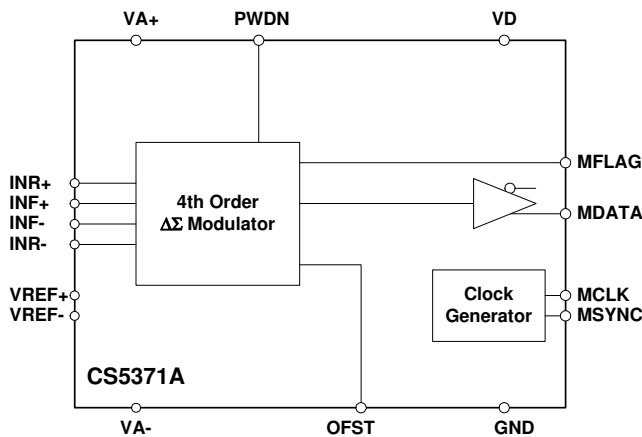 VA+
PWDN
VD
INR+
INF+
INF-
INR-
VREF+
VREF-
4th Order
ΔΣ Modulator
MFLAG
MDATA
Clock
Generator
MCLK
MSYNC
CS5371A
VA-
OFST
GND